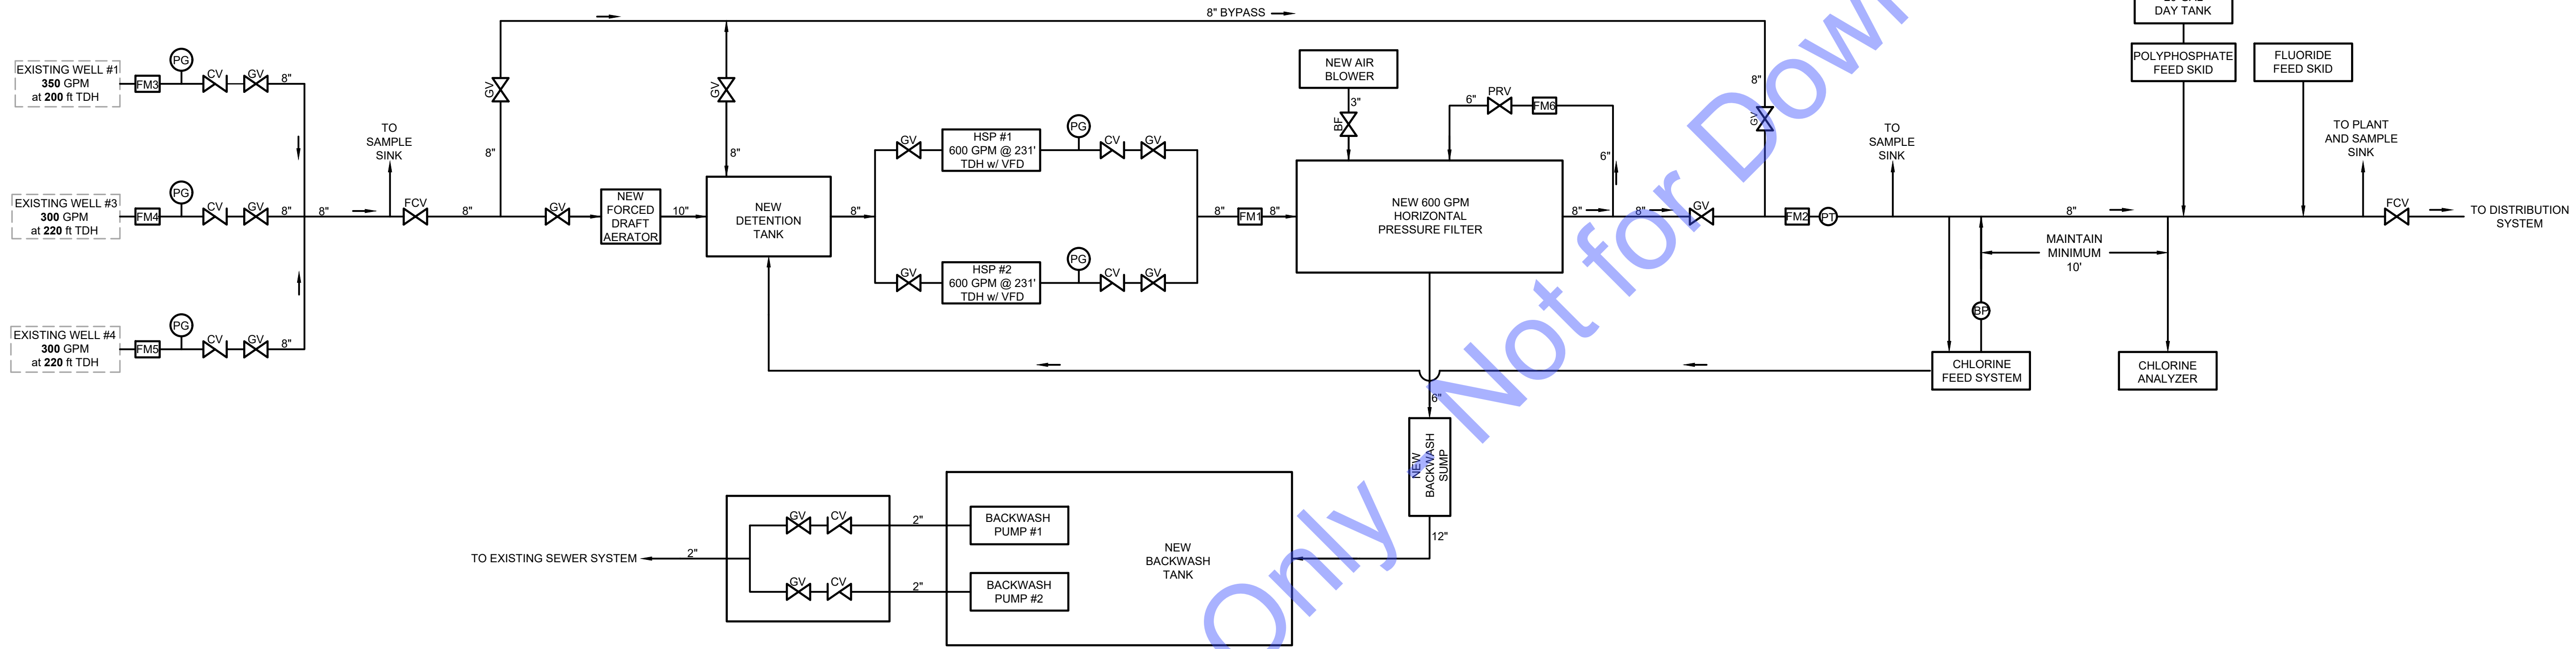 8" BYPASS
DAY TANK
EXISTING WELL #1
350 GPM
at 200 ft TDH
FM3
PG
CV
GV
8"
EXISTING WELL #3
300 GPM
at 220 ft TDH
FM4
PG
CV
GV
8"
EXISTING WELL #4
300 GPM
at 220 ft TDH
FM5
PG
CV
GV
8"
8"
TO
SAMPLE
SINK
FCV
8"
GV
8"
GV
NEW
FORCED
DRAFT
AERATOR
10"
GV
8"
NEW
DETENTION
TANK
8"
GV
HSP #1
600 GPM @ 231'
TDH w/ VFD
PG
CV
GV
GV
HSP #2
600 GPM @ 231'
TDH w/ VFD
PG
CV
GV
8"
FM1
8"
NEW AIR
BLOWER
3"
BF
6"
PRV
FM6
6"
NEW 600 GPM
HORIZONTAL
PRESSURE FILTER
8"
8"
GV
8"
GV
FM2
PT
TO
SAMPLE
SINK
8"
POLYPHOSPHATE
FEED SKID
FLUORIDE
FEED SKID
TO PLANT
AND SAMPLE
SINK
FCV
TO DISTRIBUTION
SYSTEM
MAINTAIN
MINIMUM
10'
BP
CHLORINE
FEED SYSTEM
CHLORINE
ANALYZER
6"
NEW
BACKWASH
SUMP
12"
NEW
BACKWASH
TANK
BACKWASH
PUMP #1
2"
CV
GV
BACKWASH
PUMP #2
2"
CV
GV
2"
TO EXISTING SEWER SYSTEM
Only - Not for Down